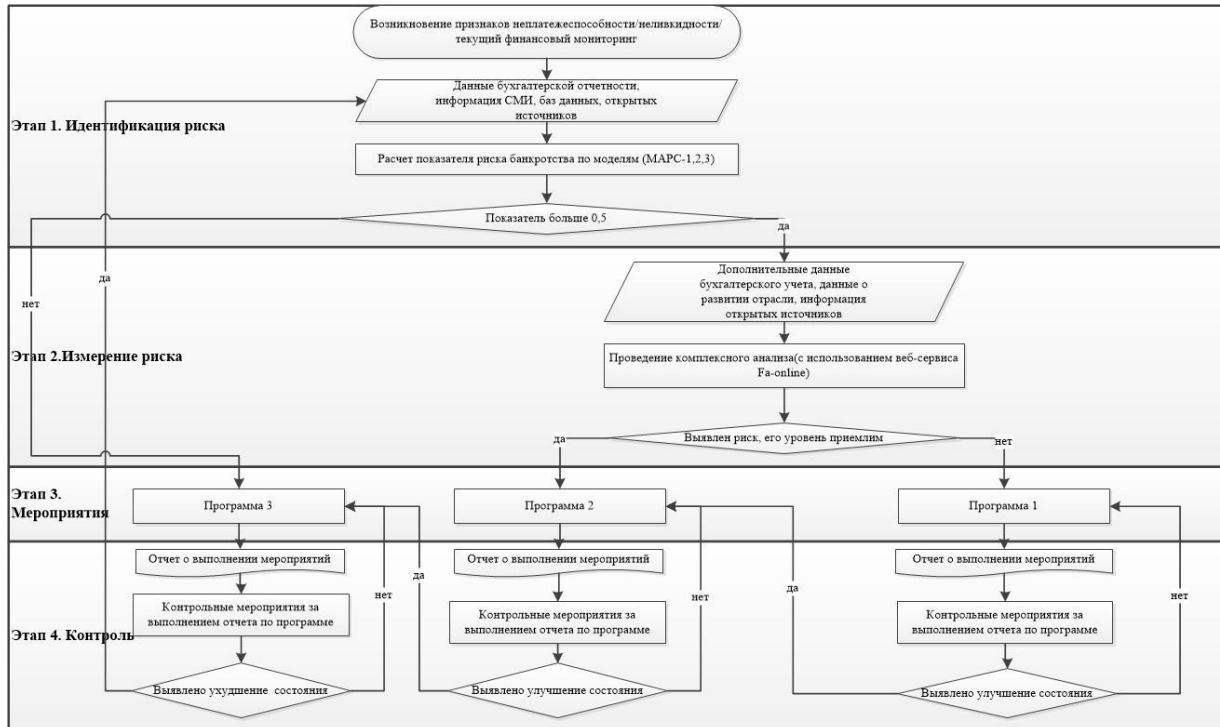 Возникновение признаков неплатежеспособности/неливкидности/
текущий финансовый мониторинг
Данные бухгалтерской отчетности,
информация СМИ, баз данных, открытых
источников
Этап 1. Идентификация риска
Расчет показателя риска банкротства по моделям (МАРС-1,2,3)
Показатель больше 0,5
да
да
нет
Дополнительные данные
бухгалтерского учета, данные о
развитии отрасли, информация
открытых источников
Этап 2.Измерение риска
Проведение комплексного анализа(с использованием веб-сервиса
Fa-online)
да
Выявлен риск, его уровень приемлим
нет
Этап 3.
Мероприятия
Программа 3
Программа 2
Программа 1
Отчет о выполнении мероприятий
Отчет о выполнении мероприятий
Отчет о выполнении мероприятий
нет
да
нет
да
нет
Этап 4. Контроль
Контрольные мероприятия за
выполнением отчета по программе
Контрольные мероприятия за
выполнением отчета по программе
Контрольные мероприятия за
выполнением отчета по программе
Выявлено ухудшение состояния
Выявлено улучшение состояния
Выявлено улучшение состояния